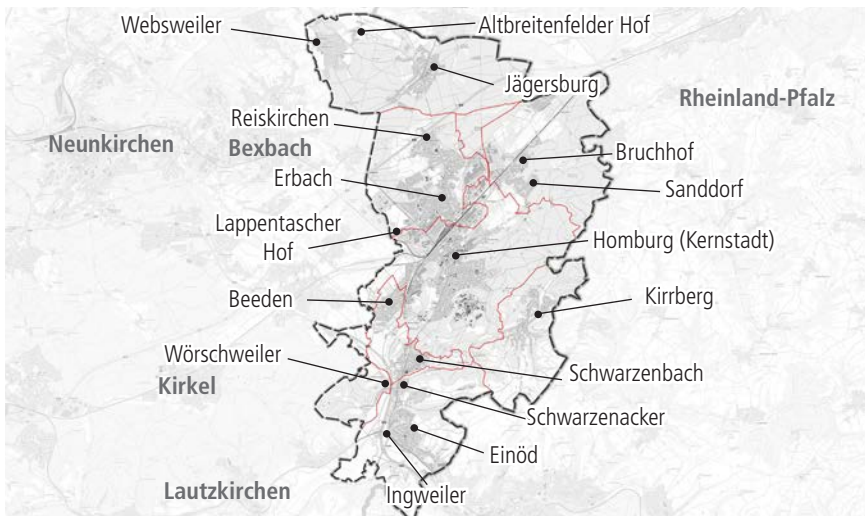 Websweiler
Altbreitenfelder Hof
Jägersburg
Rheinland-Pfalz
Reiskirchen
Neunkirchen
Bexbach
Bruchhof
Erbach
Sanddorf
Lappentascher
Hof
Homburg (Kernstadt)
Beeden
Kirrberg
Wörschweiler
Kirkel
Schwarzenbach
Schwarzenacker
Einöd
Lautzkirchen
Ingweiler